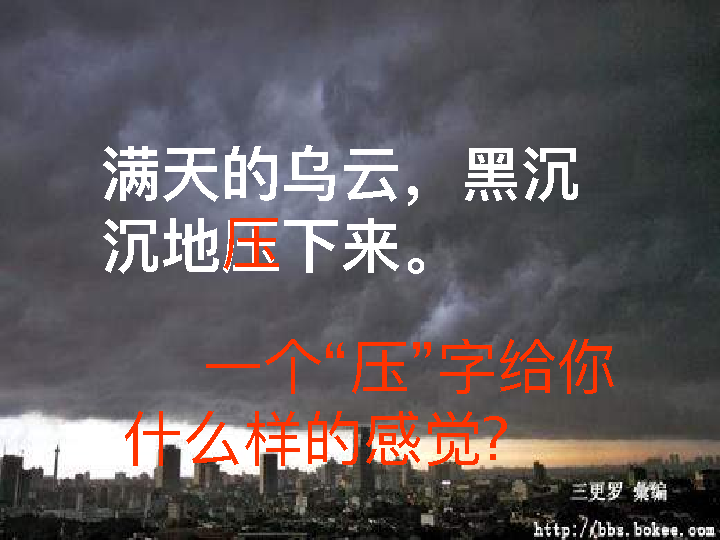 满天的乌云，黑沉
沉地压下来。
一个“压”字给你
什么样的感觉?
三更罗 彙编
http://bbs.bokee.com